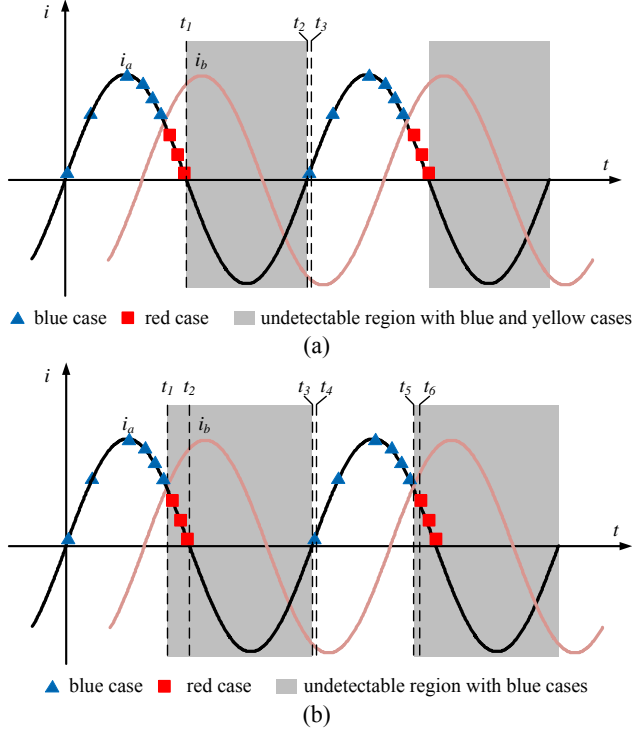 i
t1 t2 t3
ia ib
t
blue case red case undetectable region with blue and yellow cases
(a)
i
t1 t2 t3 t4 t5 t6
ia ib
t
blue case red case undetectable region with blue cases
(b)